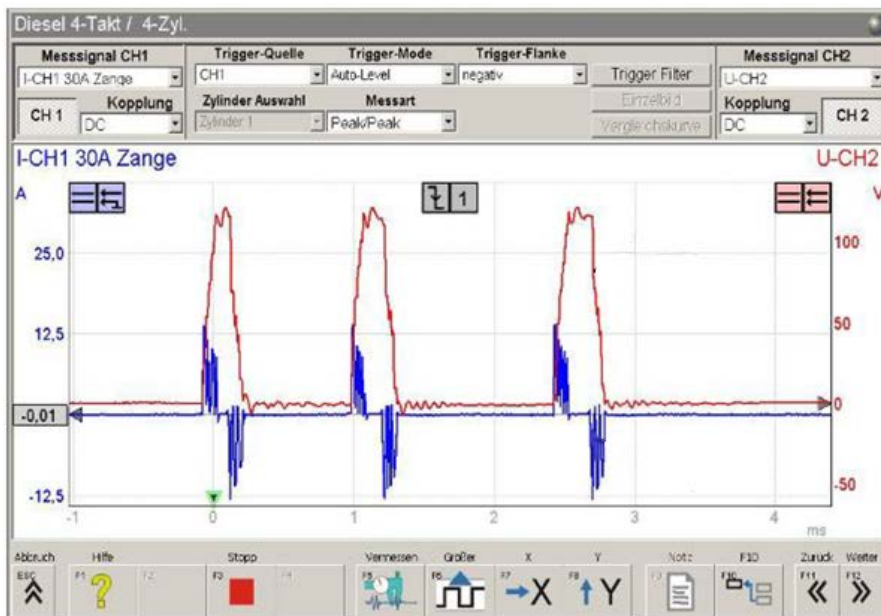 Diesel 4-Takt / 4-Zyl.
Messsignal CH1
I-CH1 30A Zange
CH 1
Kopplung
DC
Trigger-Quelle
CH1
Trigger-Mode
Auto-Level
Trigger-Flanke
negativ
Zylinder Auswahl
Zylinder 1
Messart
Peak/Peak
Trigger Filter
Einzelbild
Vergleichskurve
Messsignal CH2
U-CH2
Kopplung
DC
CH 2
I-CH1 30A Zange
U-CH2
A
1
V
25,0
100
12,5
50
-0,01
0
-12,5
-50
-1
0
1
2
3
4
ms
Abbruch
Hilfe
Stopp
Vermessen
Größer
X
Y
Notiz
F10
Zurück
Weiter
ESC
F1
F2
F3
F4
F5
F6
F7
X
F8
Y
F9
F10
F11
F12